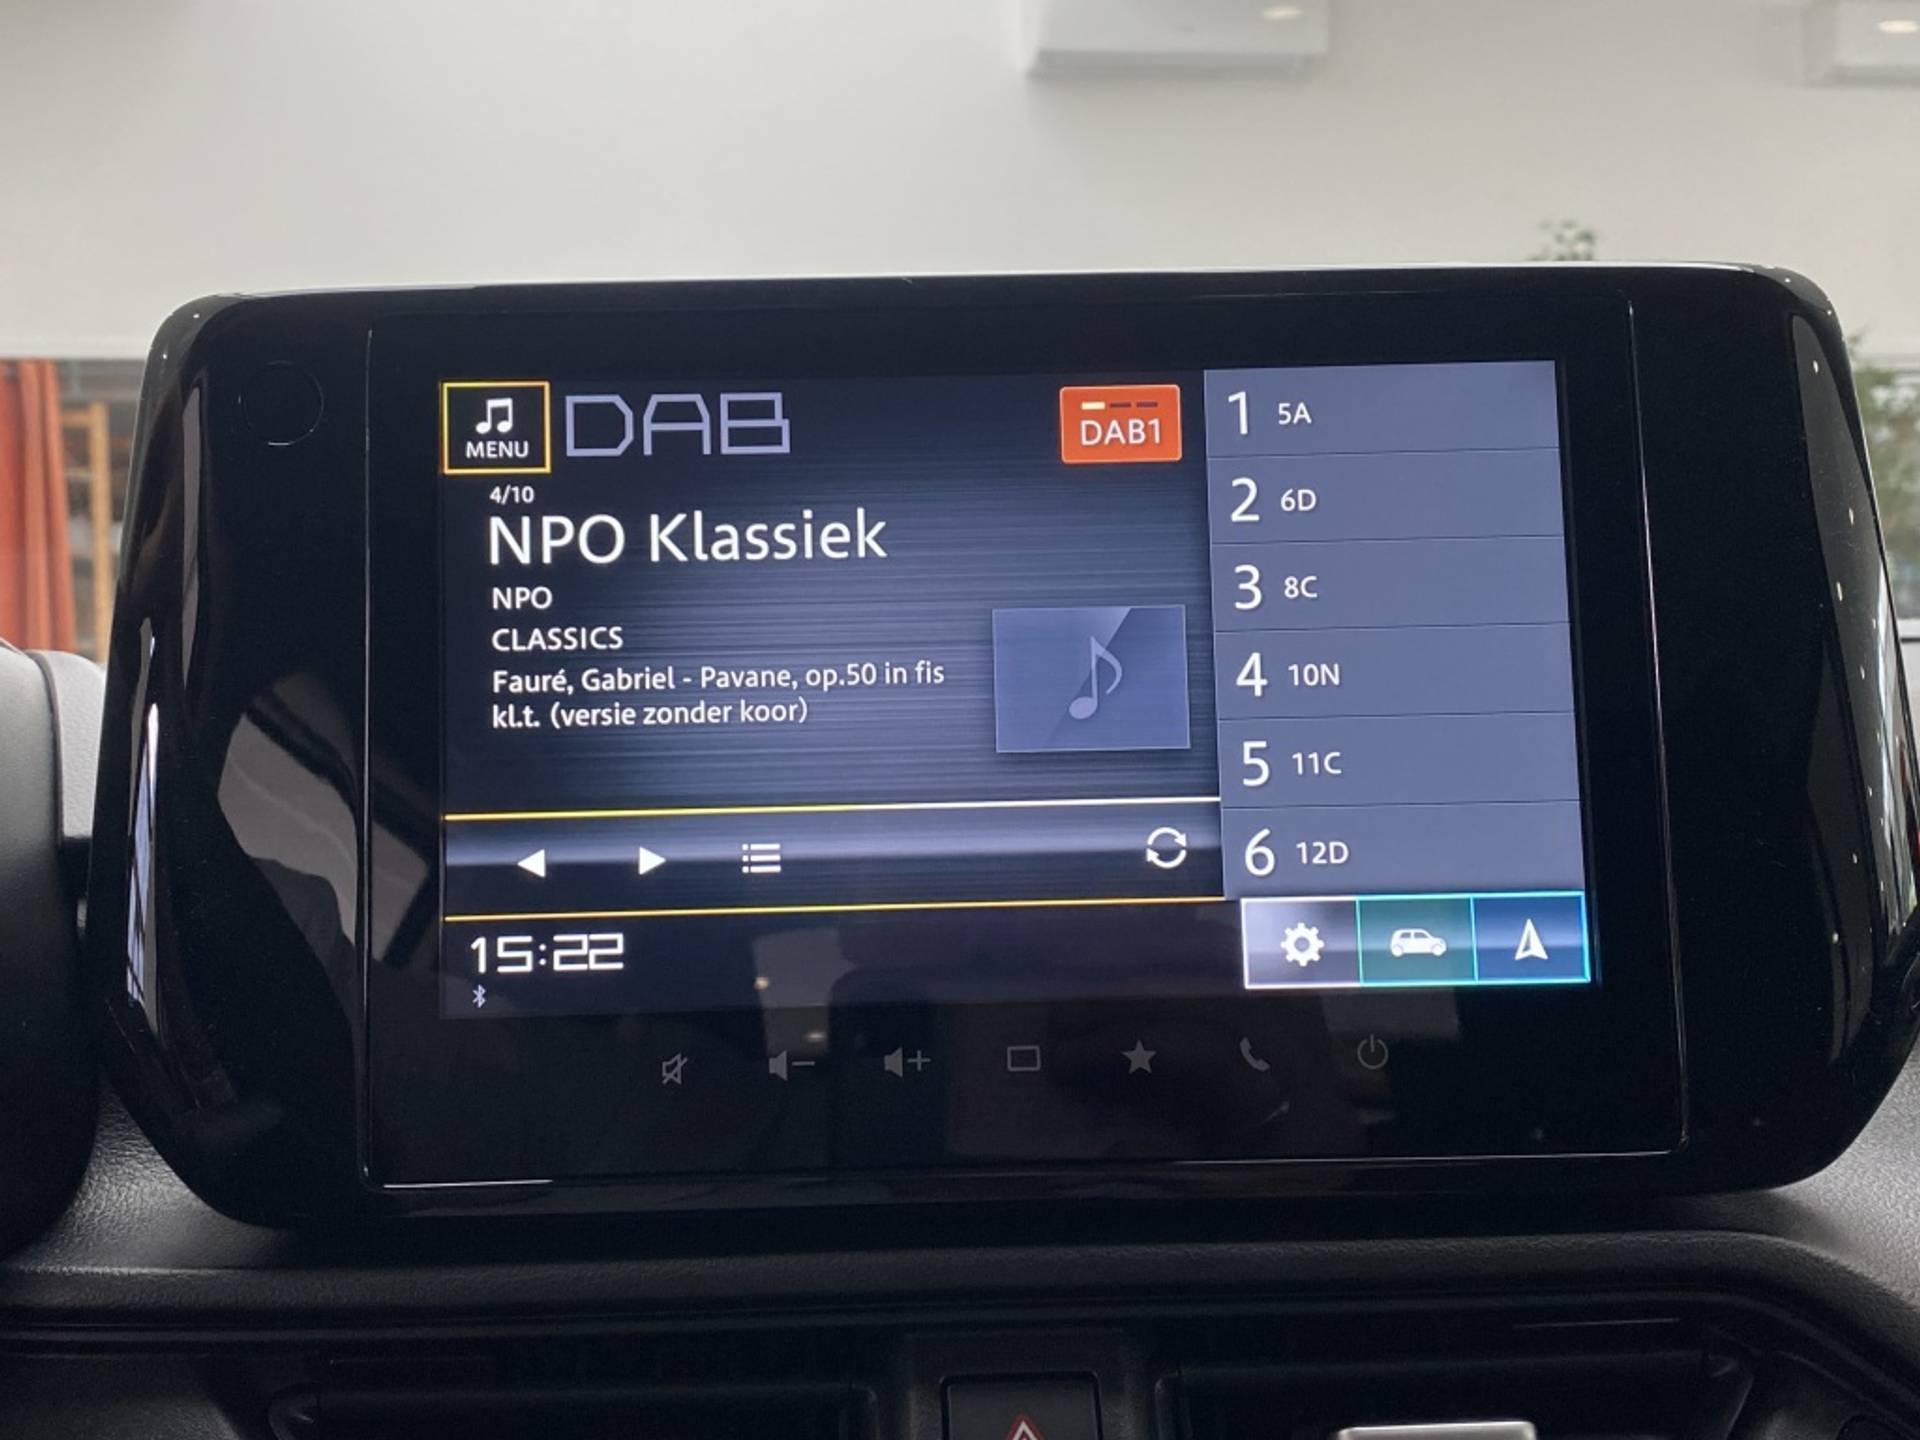 MENU
DAB
DAB1
4/10
NPO Klassiek
NPO
CLASSICS
Fauré, Gabriel - Pavane, op.50 in fis
kl.t. (versie zonder koor)
15:22
1 5A
2 6D
3 8C
4 10N
5 11C
6 12D